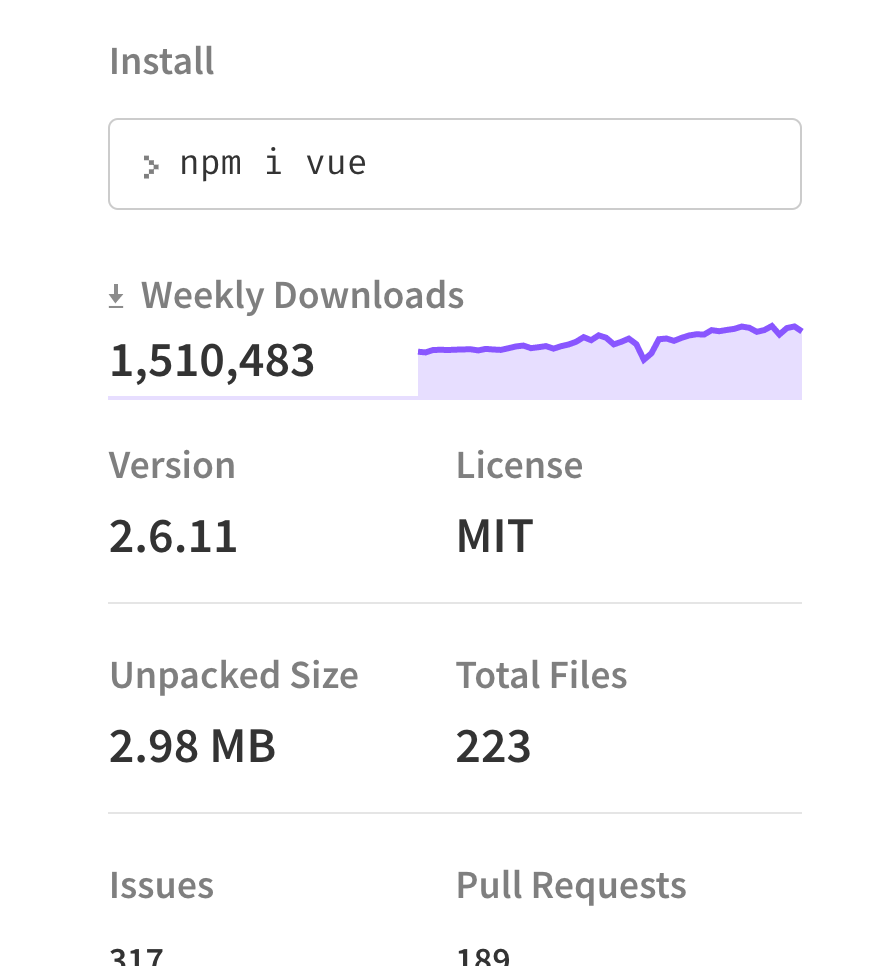 Install
npm i vue
Weekly Downloads
1,510,483
Version
License
2.6.11
MIT
Unpacked Size
Total Files
2.98 MB
223
Issues
Pull Requests
317
189